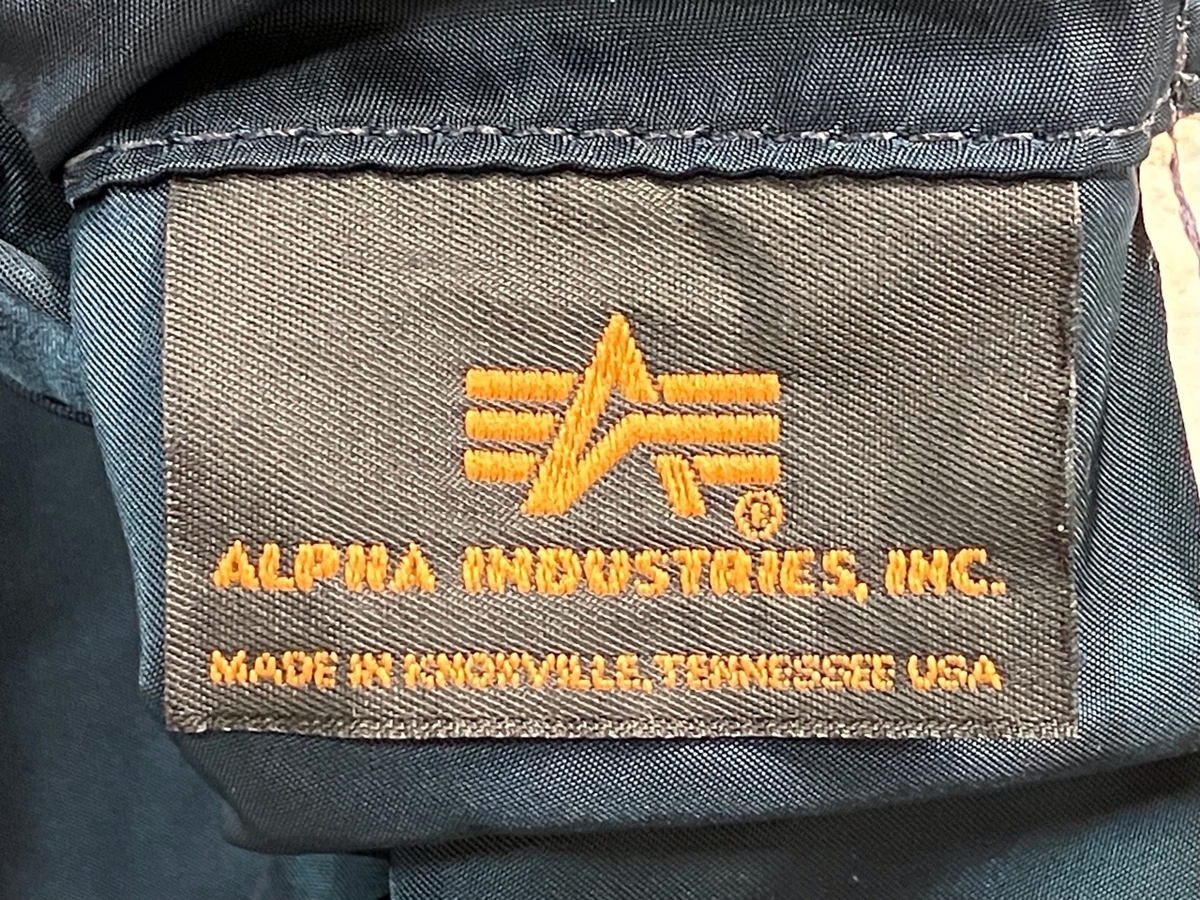 ®
ALPHA INDUSTRIES, INC.
MADE IN KNOXVILLE, TENNESSEE USA